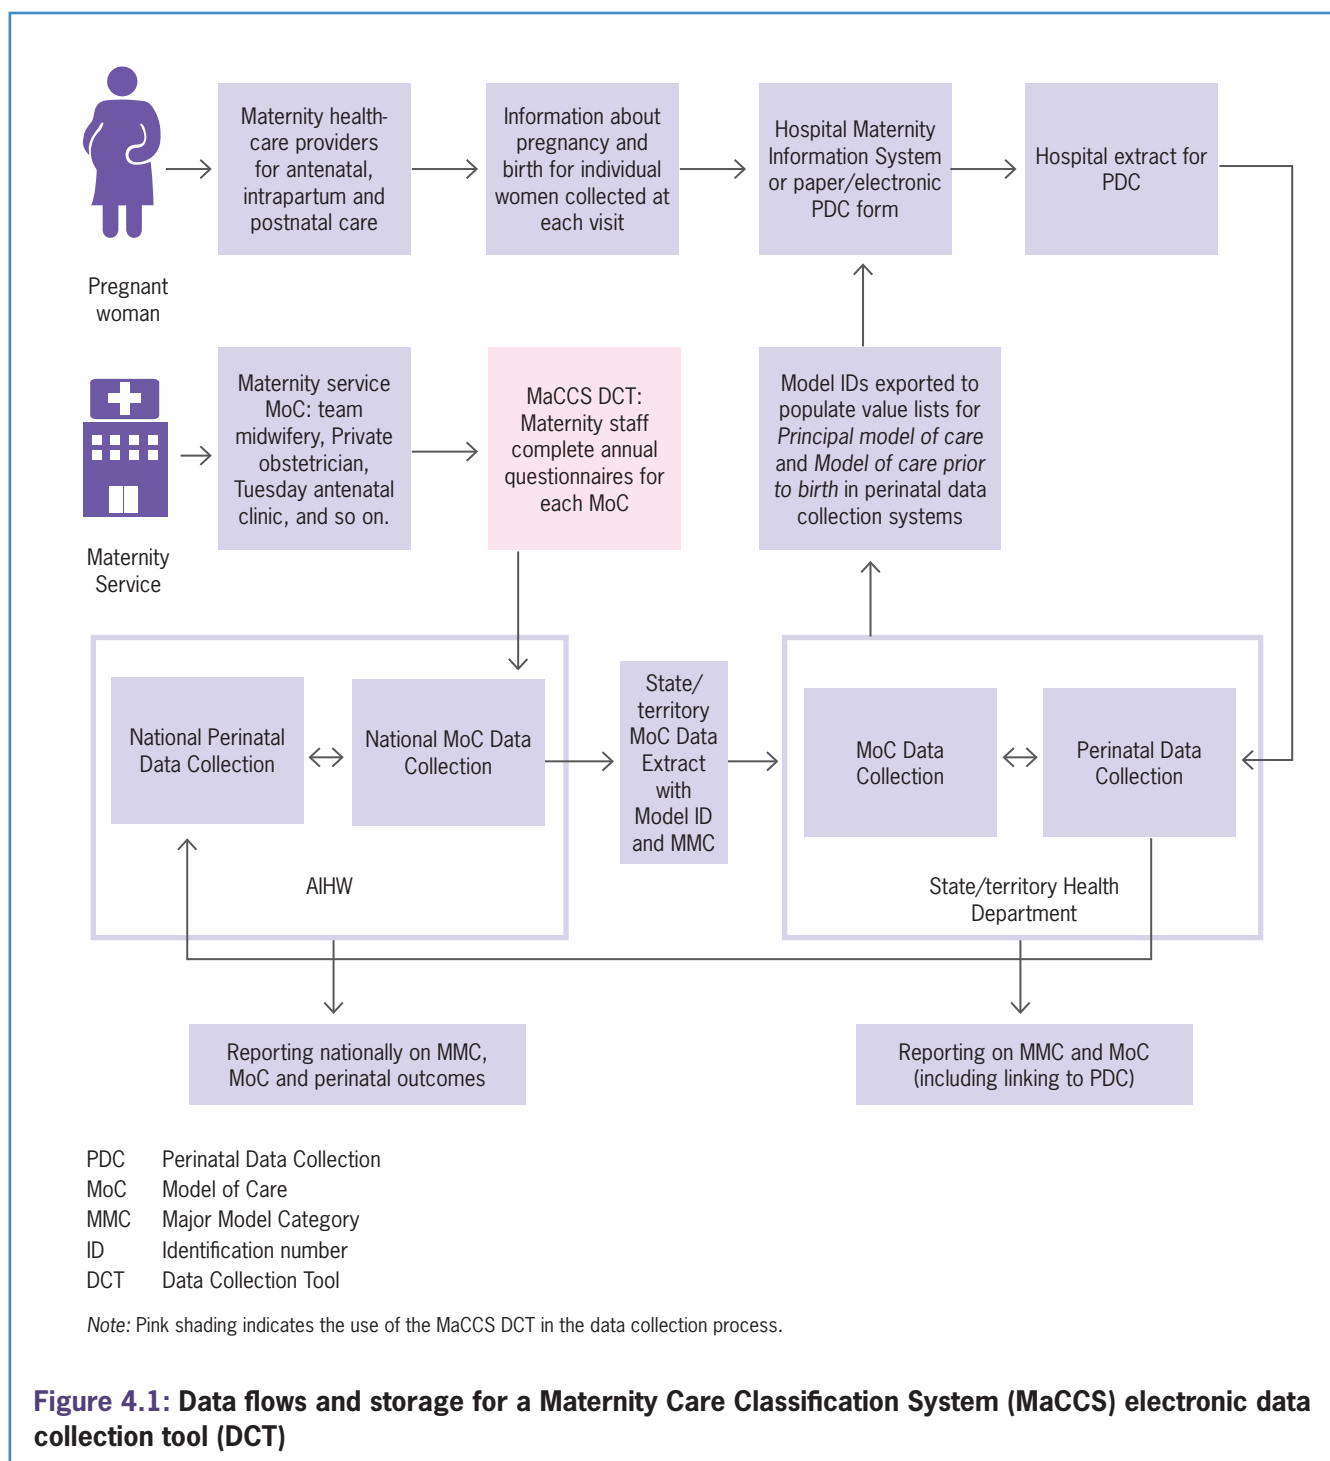 Pregnant
woman
Maternity health-
care providers
for antenatal,
intrapartum and
postnatal care
Information about
pregnancy and
birth for individual
women collected at
each visit
Hospital Maternity
Information System
or paper/electronic
PDC form
Hospital extract for
PDC
Maternity
Service
Maternity service
MoC: team
midwifery, Private
obstetrician,
Tuesday antenatal
clinic, and so on.
MaCCS DCT:
Maternity staff
complete annual
questionnaires for
each MoC
Model IDs exported to
populate value lists for
Principal model of care
and Model of care prior
to birth in perinatal data
collection systems
National Perinatal
Data Collection
National MoC Data
Collection
AIHW
State/
territory
MoC Data
Extract
with
Model ID
and MMC
MoC Data
Collection
Perinatal Data
Collection
State/territory Health
Department
Reporting nationally on MMC,
MoC and perinatal outcomes
Reporting on MMC and MoC
(including linking to PDC)
PDC Perinatal Data Collection
MoC Model of Care
MMC Major Model Category
ID Identification number
DCT Data Collection Tool
Note: Pink shading indicates the use of the MaCCS DCT in the data collection process.
Figure 4.1: Data flows and storage for a Maternity Care Classification System (MaCCS) electronic data
collection tool (DCT)